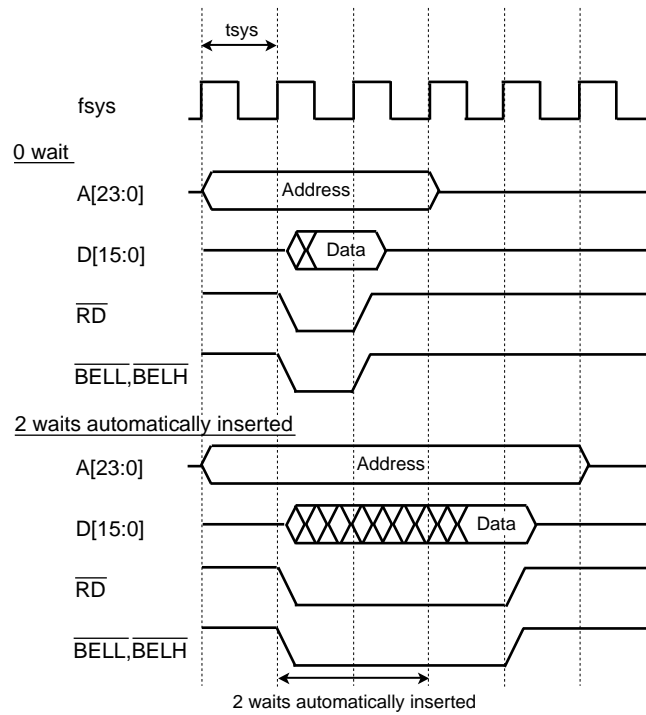 tsys
fsys
0 wait
A[23:0]
Address
D[15:0]
Data
RD
BELL,BELH
2 waits automatically inserted
A[23:0]
Address
D[15:0]
Data
RD
BELL,BELH
2 waits automatically inserted